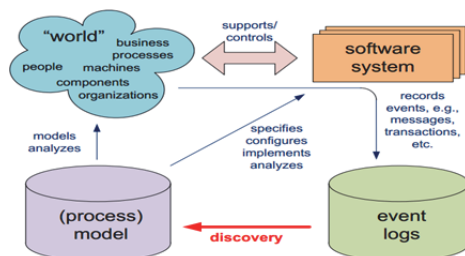 "world"
business
processes
people
machines
components
organizations
supports/
controls
software
system
records
events, e.g.,
messages,
transactions,
etc.
models
analyzes
specifies
configures
implements
analyzes
(process)
model
discovery
event
logs